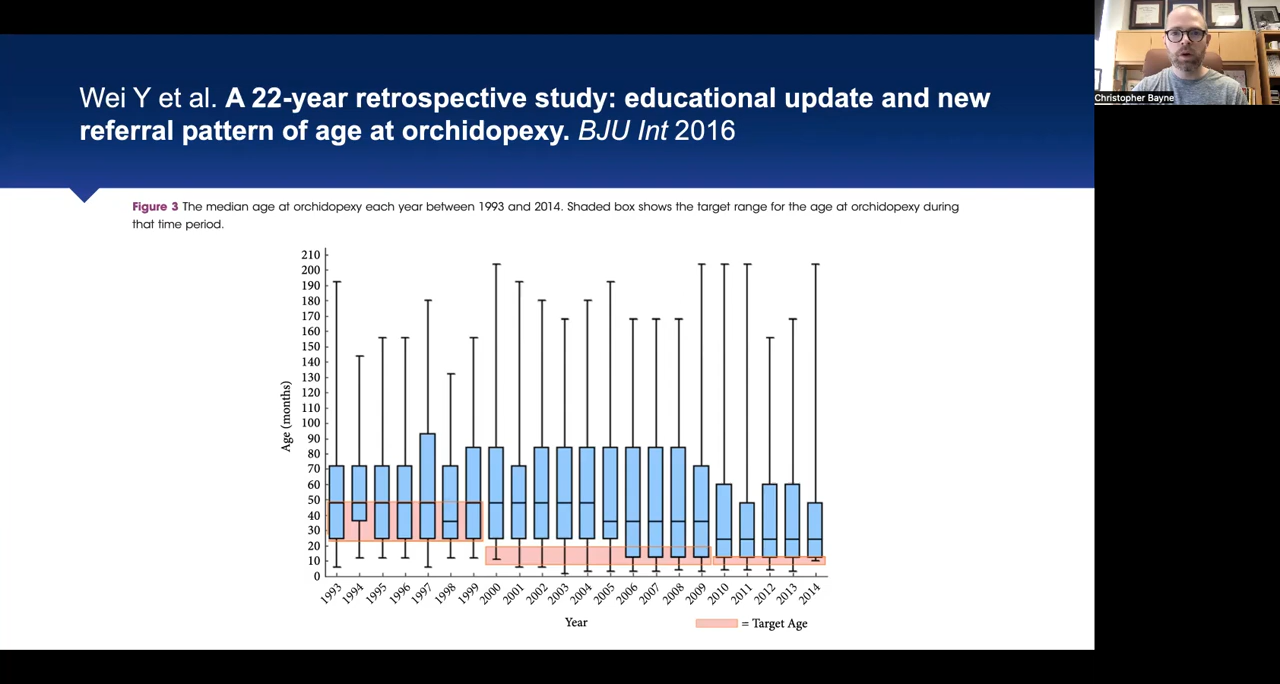 Wei Y et al. A 22-year retrospective study: educational update and new
referral pattern of age at orchidopexy. BJU Int 2016
Christopher Bayne
Figure 3 The median age at orchidopexy each year between 1993 and 2014. Shaded box shows the target range for the age at orchidopexy during
that time period.
Age (months)
210
200
190
180
170
160
150
140
130
120
110
100
90
80
70
60
50
40
30
20
10
0
1993 1994 1995 1996 1997 1998 1999 2000 2001 2002 2003 2004 2005 2006 2007 2008 2009 2010 2011 2012 2013 2014
Year
= Target Age